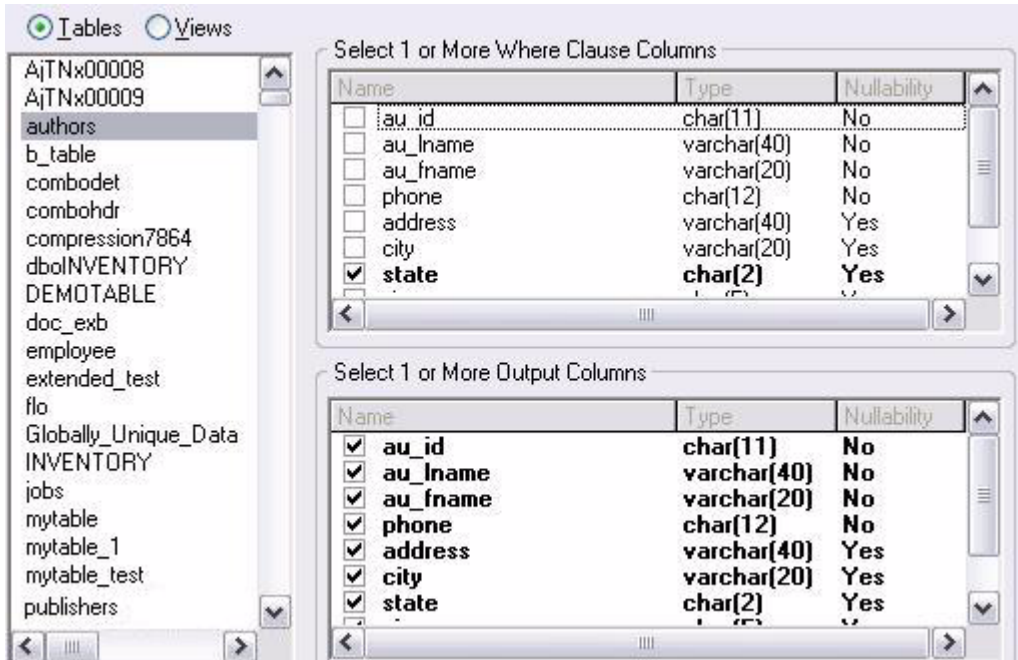 Tables Views
AjTNx00008
AjTNx00009
authors
b_table
combodet
combohdr
compression7864
dboINVENTORY
DEMOTABLE
doc_exb
employee
extended_test
flo
Globally_Unique_Data
INVENTORY
jobs
mytable
mytable_1
mytable_test
publishers
Select 1 or More Where Clause Columns
Name Type Nullability
au_id char(11) No
au_lname varchar(40) No
au_fname varchar(20) No
phone char(12) No
address varchar(40) Yes
city varchar(20) Yes
state char(2) Yes
Select 1 or More Output Columns
Name Type Nullability
au_id char(11) No
au_lname varchar(40) No
au_fname varchar(20) No
phone char(12) No
address varchar(40) Yes
city varchar(20) Yes
state char(2) Yes